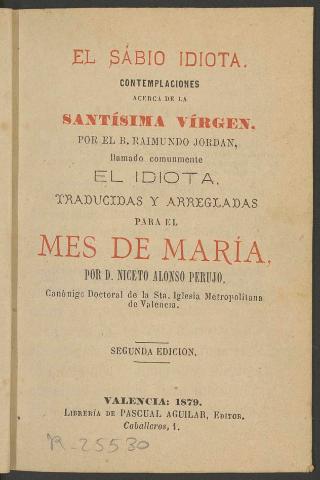 EL SÁBIO IDIOTA.
CONTEMPLACIONES
ACERCA DE LA
SANTÍSIMA VÍRGEN.
POR EL B. RAIMUNDO JORDAN,
llamado comunmente
EL IDIOTA,
TRADUCIDAS Y ARREGLADAS
PARA EL
MES DE MARÍA,
POR D. NICETO ALONSO PERUJO,
Canónigo Doctoral de la Sta. Iglesia Metropolitana
de Valencia.
SEGUNDA EDICION.
VALENCIA: 1879.
LIBRERÍA DE PASCUAL AGUILAR, EDITOR.
Caballeros, 1.
R-25530